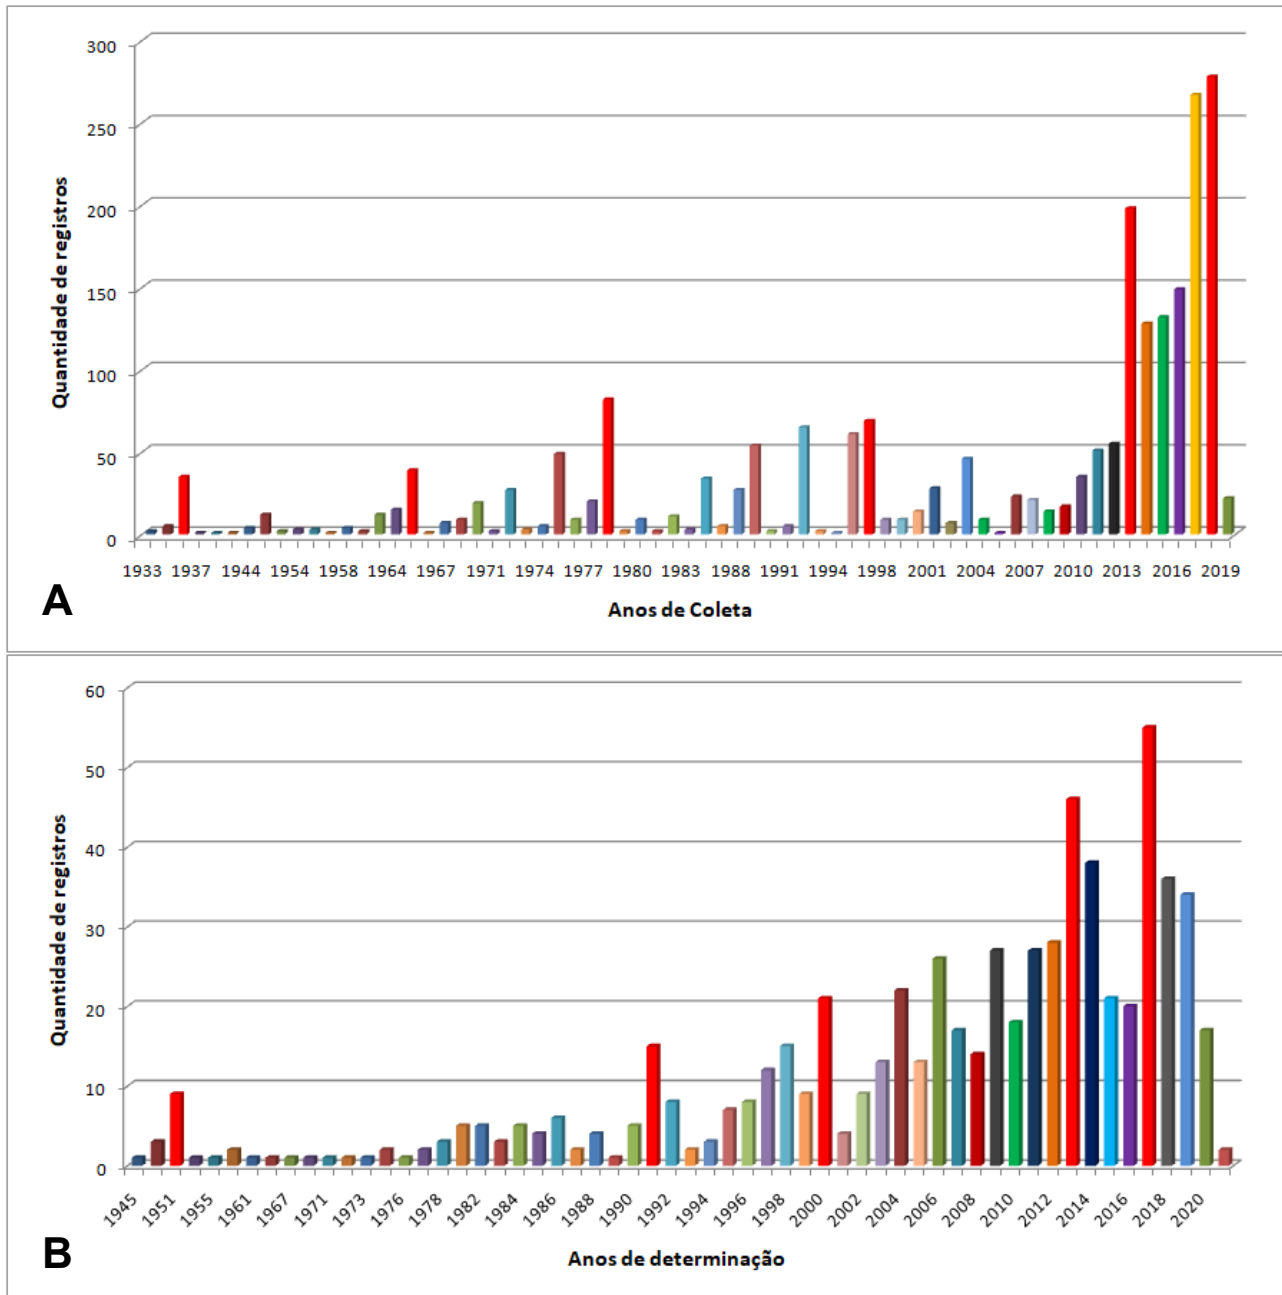 300
250
200
150
100
50
0
Quantidade de registros
1933 1937 1944 1954 1958 1964 1967 1971 1974 1977 1980 1983 1988 1991 1994 1998 2001 2004 2007 2010 2013 2016 2019
A
Anos de Coleta
60
50
40
30
20
10
0
Quantidade de registros
1945 1951 1955 1961 1967 1971 1973 1976 1978 1982 1984 1986 1988 1990 1992 1994 1996 1998 2000 2002 2004 2006 2008 2010 2012 2014 2016 2018 2020
B
Anos de determinação